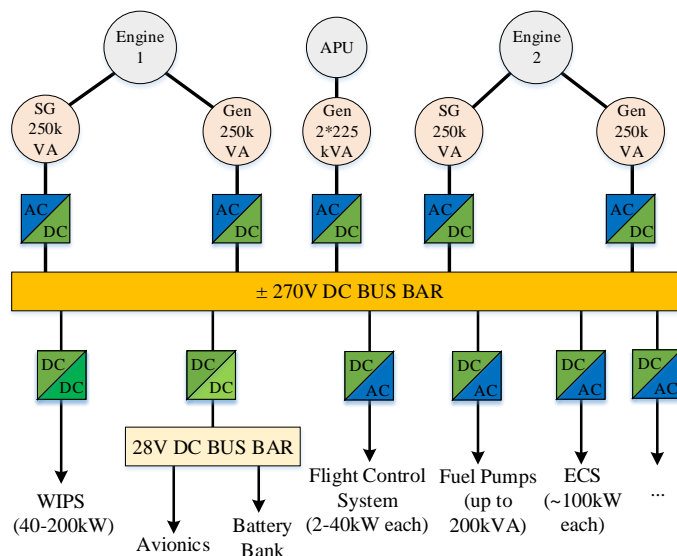 Engine
1
APU
Engine
2
SG
250k
VA
Gen
250k
VA
Gen
2*225
kVA
SG
250k
VA
Gen
250k
VA
AC
DC
AC
DC
AC
DC
AC
DC
AC
DC
± 270V DC BUS BAR
DC
DC
DC
DC
DC
AC
DC
AC
DC
AC
DC
AC
28V DC BUS BAR
WIPS
(40-200kW)
Avionics
Battery
Bank
Flight Control
System
(2-40kW each)
Fuel Pumps
(up to
200kVA)
ECS
(~100kW
each)
...